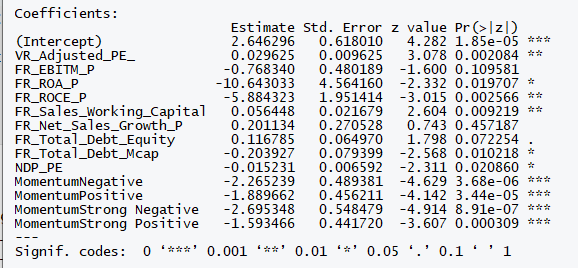 Coefficients:
Estimate Std. Error z value Pr(>|z|)
(Intercept) 2.646296 0.618010 4.282 1.85e-05 ***
VR_Adjusted_PE_ 0.029625 0.009625 3.078 0.002084 **
FR_EBITM_P -0.768340 0.480189 -1.600 0.109581
FR_ROA_P -10.643033 4.564160 -2.332 0.019707 *
FR_ROCE_P -5.884323 1.951414 -3.015 0.002566 **
FR_Sales_Working_Capital 0.056448 0.021679 2.604 0.009219 **
FR_Net_Sales_Growth_P 0.201134 0.270528 0.743 0.457187
FR_Total_Debt_Equity 0.116785 0.064970 1.798 0.072254 .
FR_Total_Debt_Mcap -0.203927 0.079399 -2.568 0.010218 *
NDP_PE -0.015231 0.006592 -2.311 0.020860 *
MomentumNegative -2.265239 0.489381 -4.629 3.68e-06 ***
MomentumPositive -1.889662 0.456211 -4.142 3.44e-05 ***
MomentumStrong Negative -2.695348 0.548479 -4.914 8.91e-07 ***
MomentumStrong Positive -1.593466 0.441720 -3.607 0.000309 ***
---
Signif. codes: 0 ‘***’ 0.001 ‘**’ 0.01 ‘*’ 0.05 ‘.’ 0.1 ‘ ’ 1